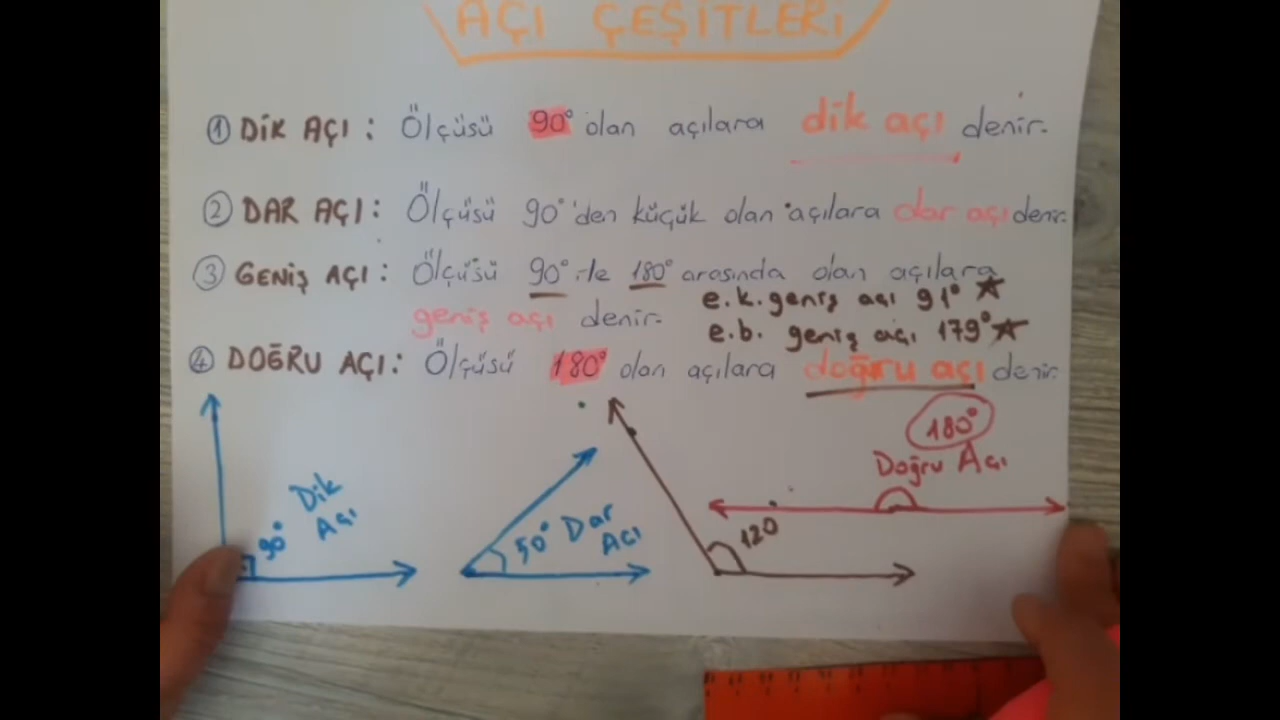 AÇI ÇEŞİTLERİ
① DİK AÇI : Ölçüsü 90° olan açılara dik açı denir.
② DAR AÇI : Ölçüsü 90°'den küçük olan açılara dar açı denir.
③ GENİŞ AÇI : Ölçüsü 90° ile 180° arasında olan açılara
geniş açı denir.
e.k. geniş açı 91° ☆
e.b. geniş açı 179° ☆
④ DOĞRU AÇI : Ölçüsü 180° olan açılara doğru açı denir.
90° Dik
Açı
50° Dar
Açı
120
180°
Doğru Açı